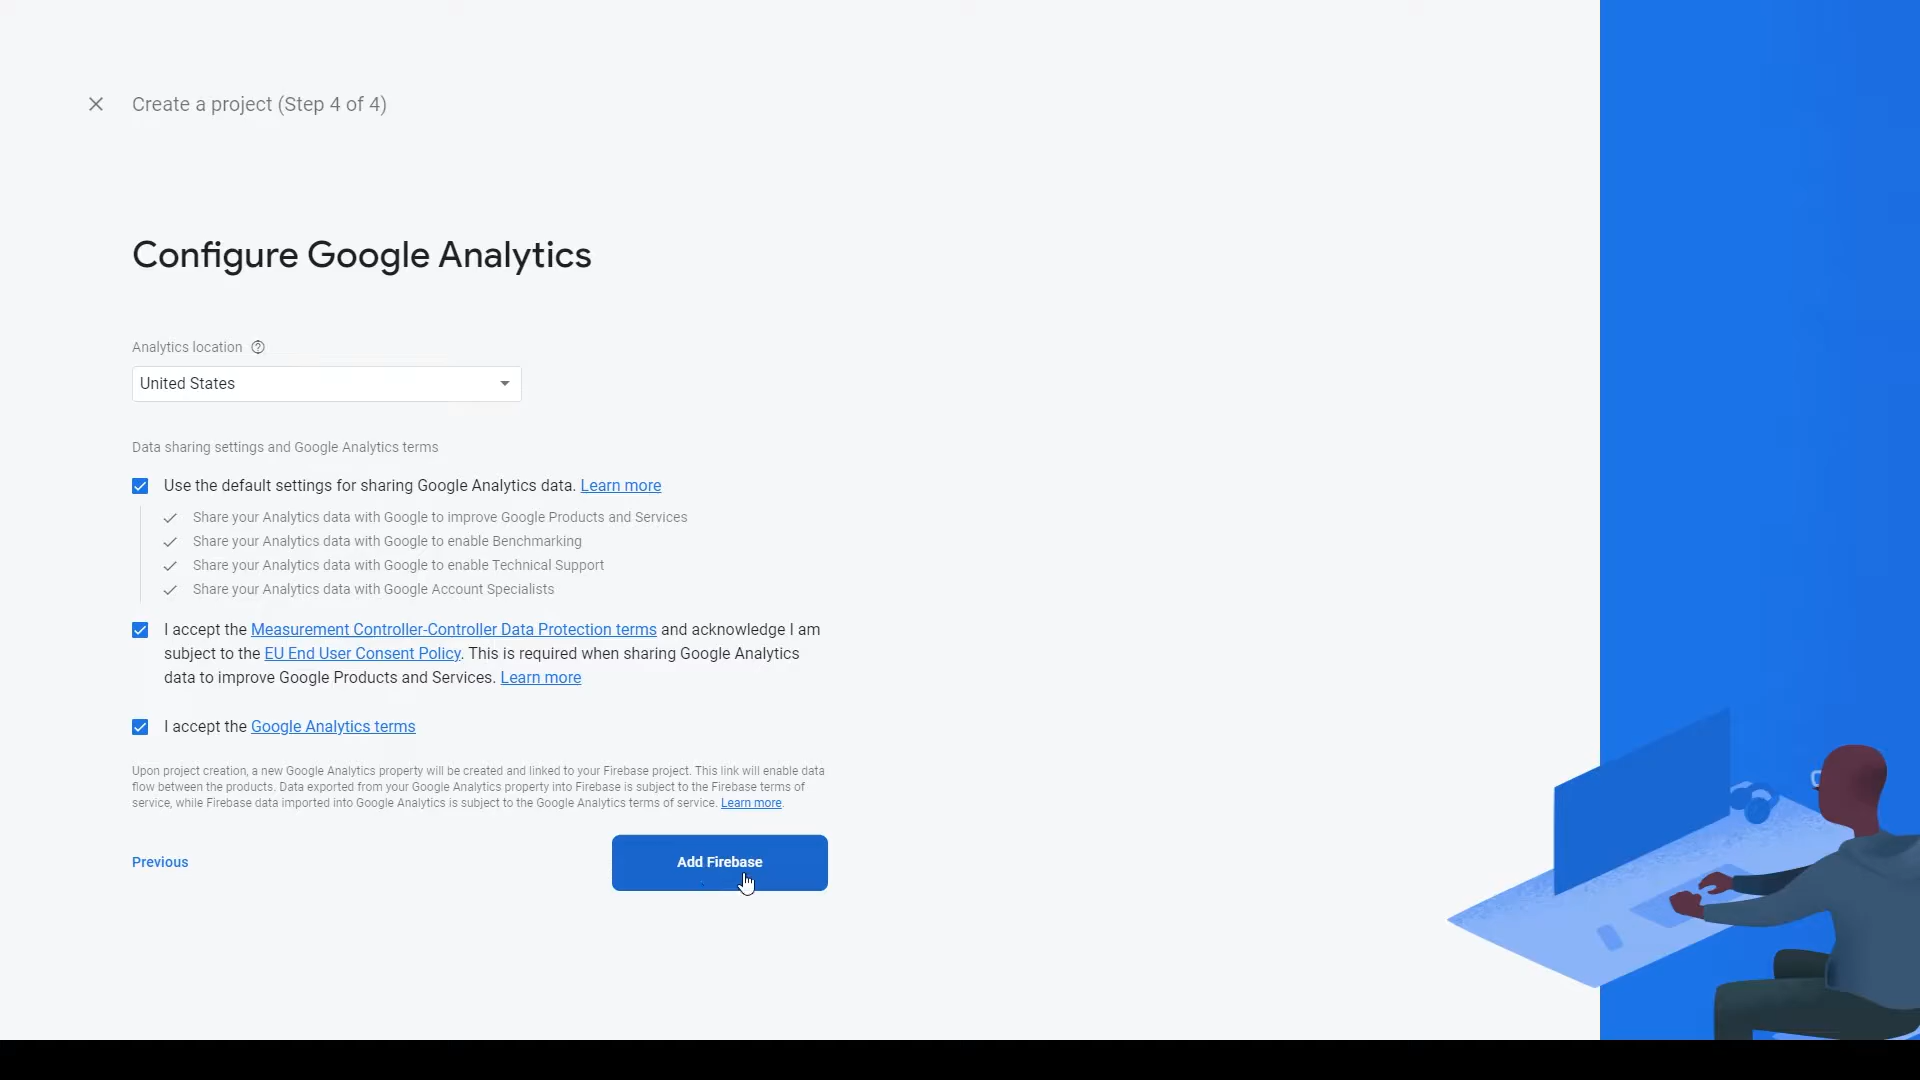 Create a project (Step 4 of 4)
Configure Google Analytics
Analytics location
United States
Data sharing settings and Google Analytics terms
Use the default settings for sharing Google Analytics data. Learn more
Share your Analytics data with Google to improve Google Products and Services
Share your Analytics data with Google to enable Benchmarking
Share your Analytics data with Google to enable Technical Support
Share your Analytics data with Google Account Specialists
I accept the Measurement Controller-Controller Data Protection terms and acknowledge I am
subject to the EU End User Consent Policy. This is required when sharing Google Analytics
data to improve Google Products and Services. Learn more
I accept the Google Analytics terms
Upon project creation, a new Google Analytics property will be created and linked to your Firebase project. This link will enable data
flow between the products. Data exported from your Google Analytics property into Firebase is subject to the Firebase terms of
service, while Firebase data imported into Google Analytics is subject to the Google Analytics terms of service. Learn more.
Previous
Add Firebase